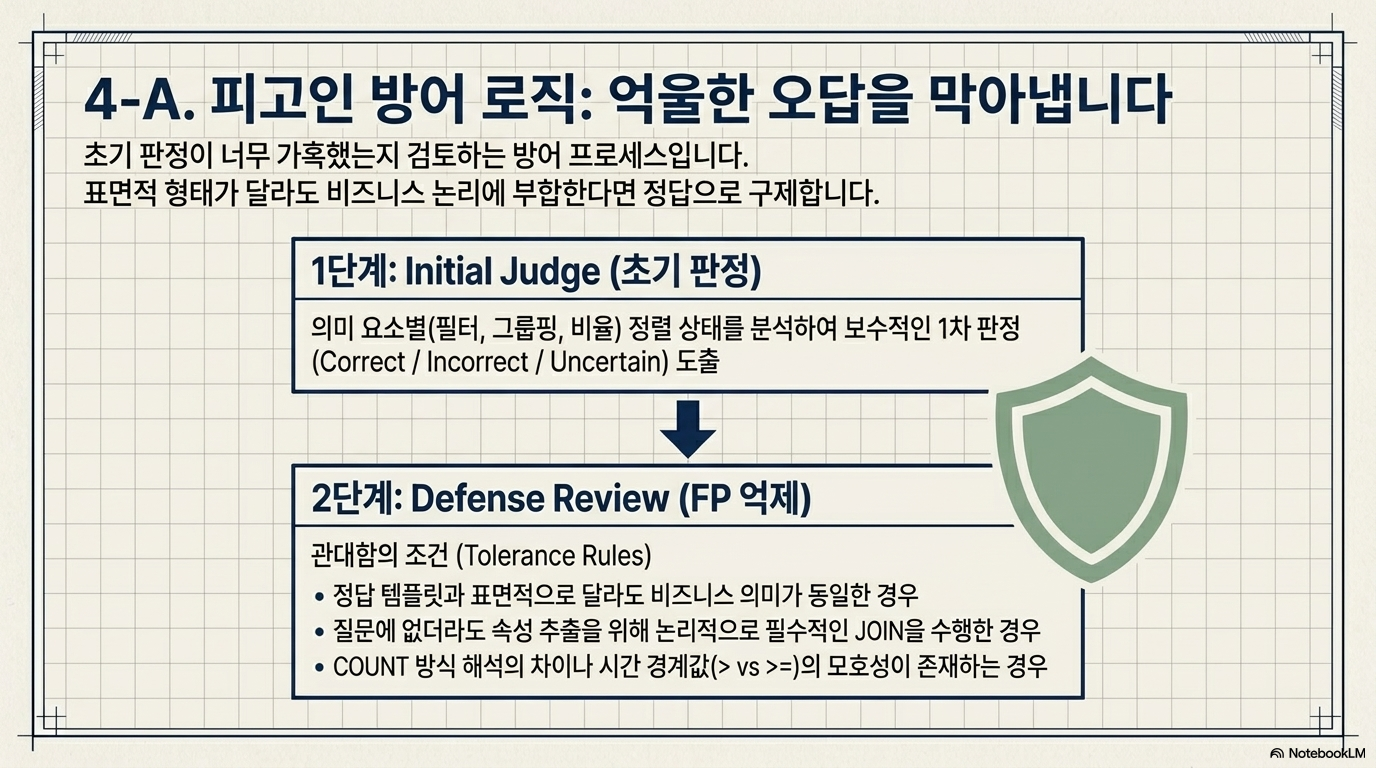 4-A. 피고인 방어 로직: 억울한 오답을 막아냅니다
초기 판정이 너무 가혹했는지 검토하는 방어 프로세스입니다.
표면적 형태가 달라도 비즈니스 논리에 부합한다면 정답으로 구제합니다.
1단계: Initial Judge (초기 판정)
의미 요소별(필터, 그룹핑, 비율) 정렬 상태를 분석하여 보수적인 1차 판정
(Correct / Incorrect / Uncertain) 도출
2단계: Defense Review (FP 억제)
관대함의 조건 (Tolerance Rules)
• 정답 템플릿과 표면적으로 달라도 비즈니스 의미가 동일한 경우
• 질문에 없더라도 속성 추출을 위해 논리적으로 필수적인 JOIN을 수행한 경우
• COUNT 방식 해석의 차이나 시간 경계값(> vs >=)의 모호성이 존재하는 경우
NotebookLM